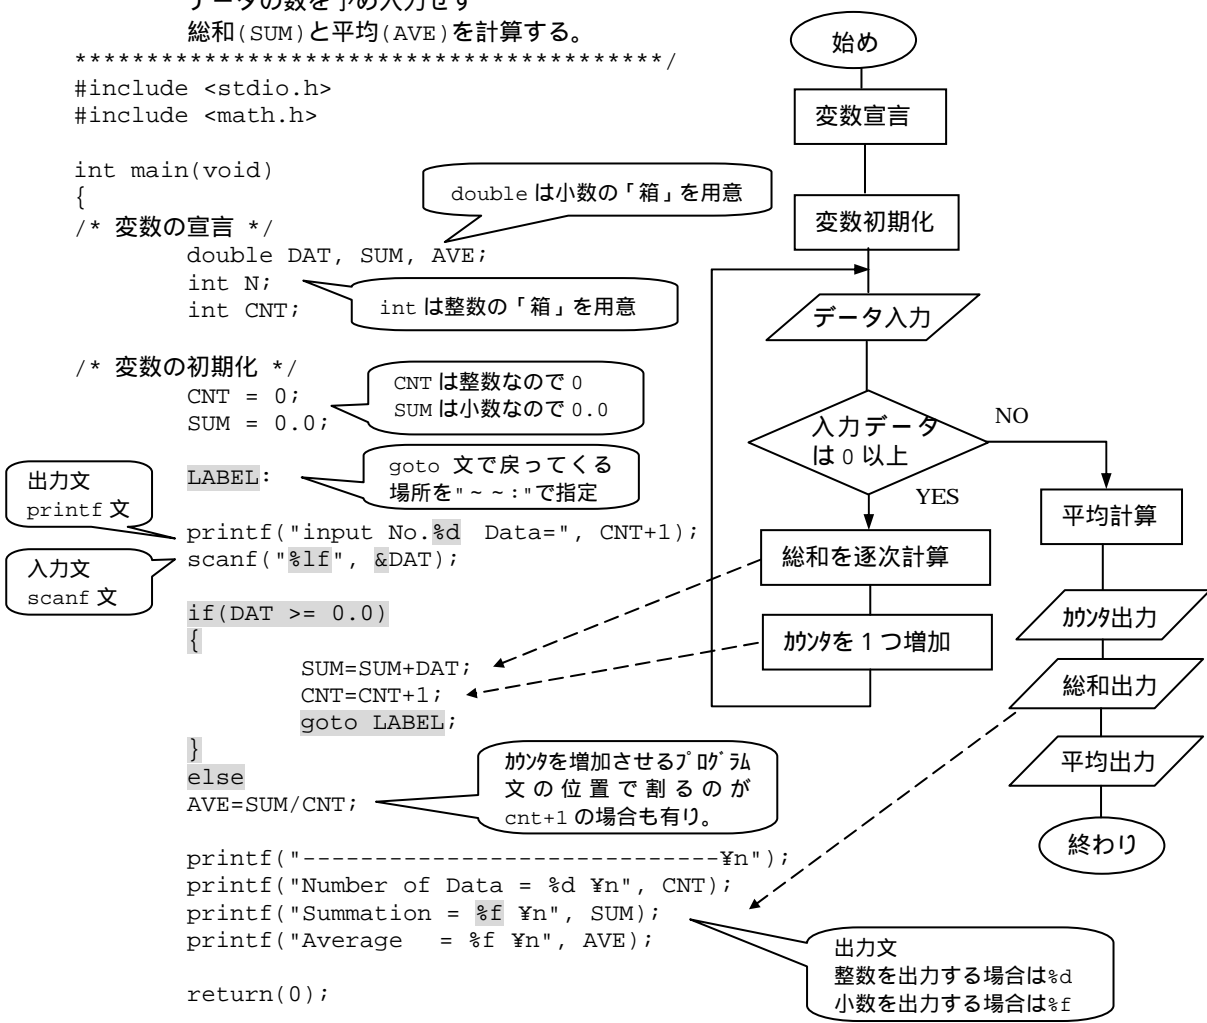 データの数を予め入力せず
総和(SUM)と平均(AVE)を計算する。
*****************************************/
#include <stdio.h>
#include <math.h>
int main(void)
{
/* 変数の宣言 */
double DAT, SUM, AVE;
int N;
int CNT;
double は小数の「箱」を用意
int は整数の「箱」を用意
/* 変数の初期化 */
CNT = 0;
SUM = 0.0;
CNT は整数なので 0
SUM は小数なので 0.0
LABEL:
goto 文で戻ってくる
場所を"～～:"で指定
出力文
printf 文
printf("input No.%d  Data=", CNT+1);
scanf("%lf", &DAT);
入力文
scanf 文
if(DAT >= 0.0)
{
SUM=SUM+DAT;
CNT=CNT+1;
goto LABEL;
}
else
AVE=SUM/CNT;
ｶｳﾝﾀを増加させるﾌﾟﾛｸﾞﾗﾑ
文の位置で割るのが
cnt+1 の場合も有り。
printf("-----------------------------¥n");
printf("Number of Data = %d ¥n", CNT);
printf("Summation = %f ¥n", SUM);
printf("Average   = %f ¥n", AVE);
出力文
整数を出力する場合は%d
小数を出力する場合は%f
return(0);
始め
変数宣言
変数初期化
データ入力
入力データ
は 0 以上
NO
YES
総和を逐次計算
ｶｳﾝﾀを 1 つ増加
平均計算
ｶｳﾝﾀ出力
総和出力
平均出力
終わり